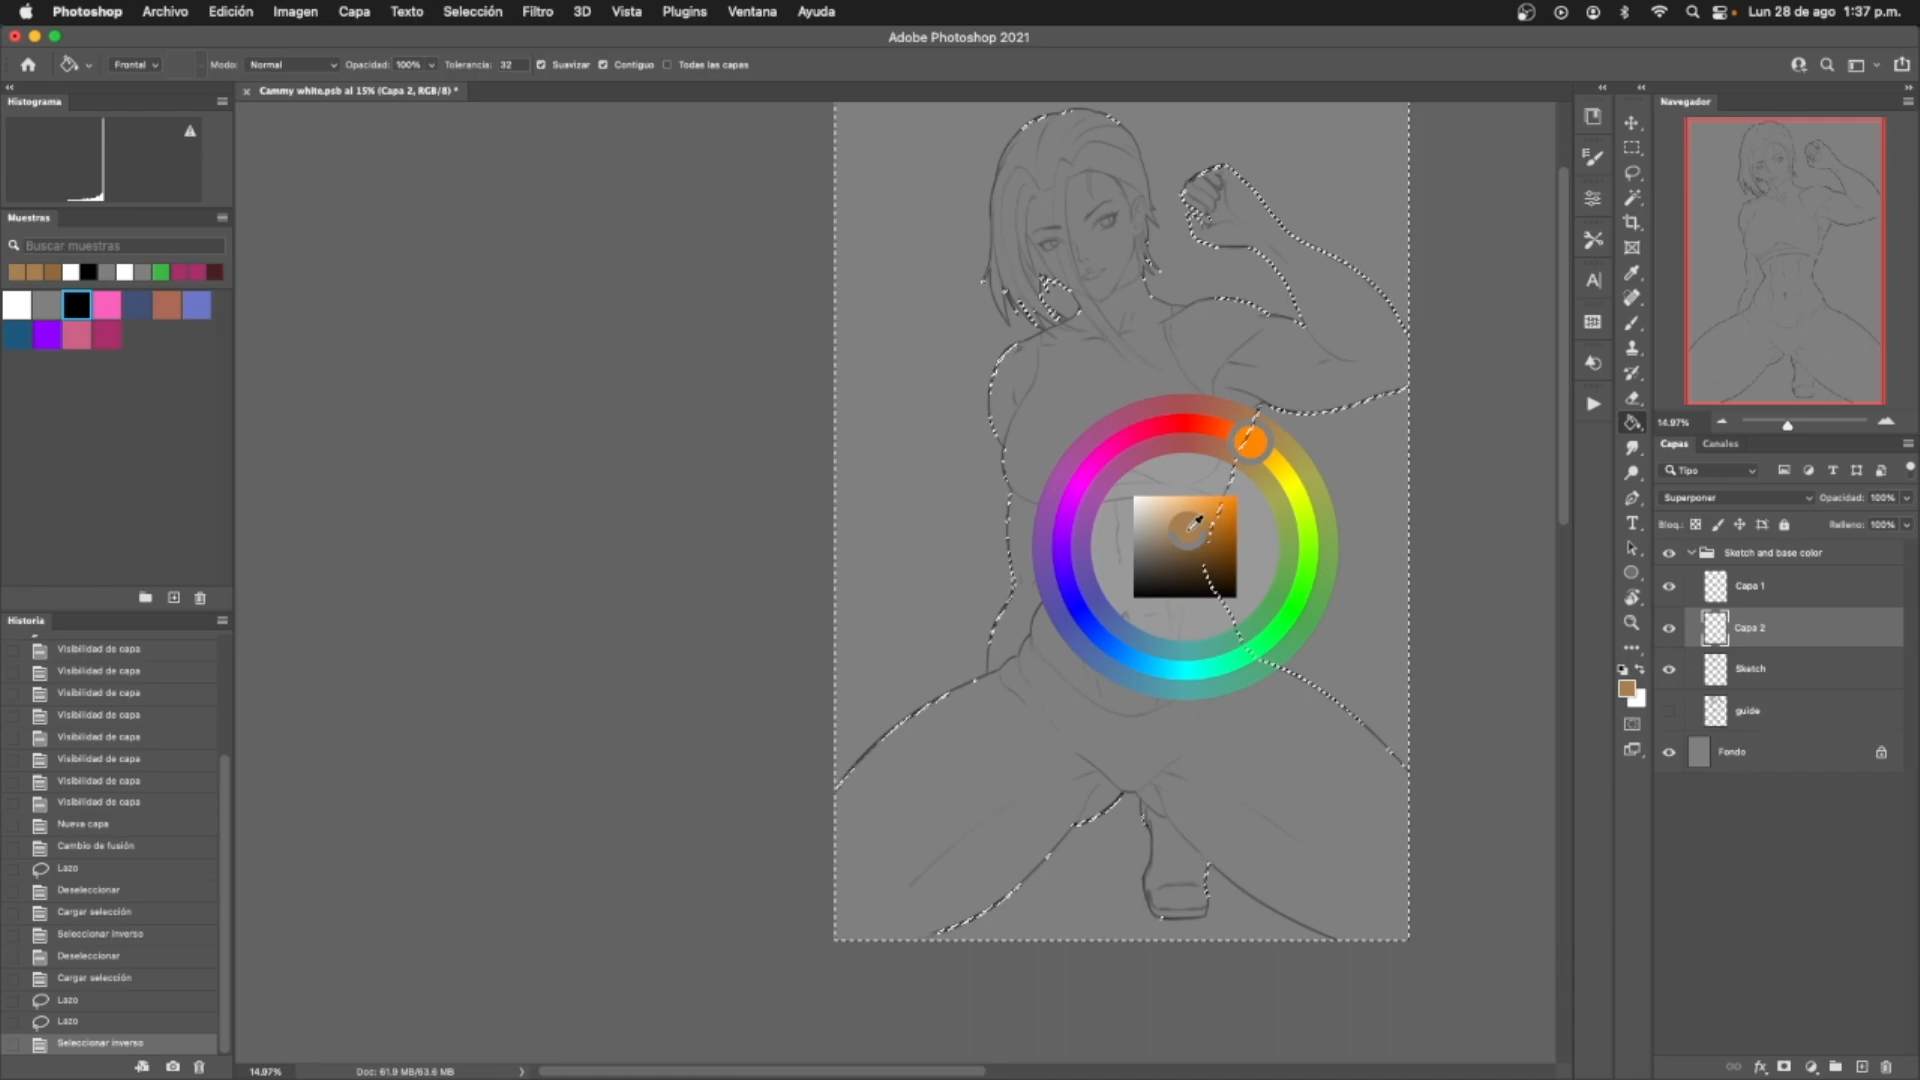 Photoshop Archivo Edición Imagen Capa Texto Selección Filtro 3D Vista Plugins Ventana Ayuda Lun 28 de ago 1:37 p.m.
Adobe Photoshop 2021
Frontal Modo: Normal Opacidad: 100% Tolerancia: 32 Suavizar Contiguo Todas las capas
Cammy white.psb al 15% (Capa 2, RGB/8) *
Histograma
Muestras
Buscar muestras
Historia
Visibilidad de capa
Visibilidad de capa
Visibilidad de capa
Visibilidad de capa
Visibilidad de capa
Visibilidad de capa
Visibilidad de capa
Visibilidad de capa
Nueva capa
Cambio de fusión
Lazo
Deseleccionar
Cargar selección
Seleccionar inverso
Deseleccionar
Cargar selección
Lazo
Lazo
Seleccionar inverso
14.97% Doc: 61.9 MB/63.6 MB
Navegador
14.97%
Capas Canales
Tipo
Superponer Opacidad: 100%
Bloq.: Relleno: 100%
Sketch and base color
Capa 1
Capa 2
Sketch
guide
Fondo